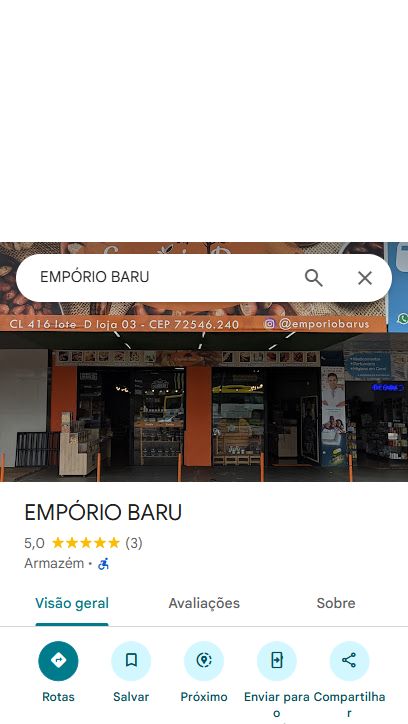 EMPÓRIO BARU
CL 416 lote D loja 03 - CEP 72546.240 @emporiobarus
EMPÓRIO BARU
5,0 (3)
Armazém ·
Visão geral Avaliações Sobre
Rotas Salvar Próximo Enviar para o Compartilhar